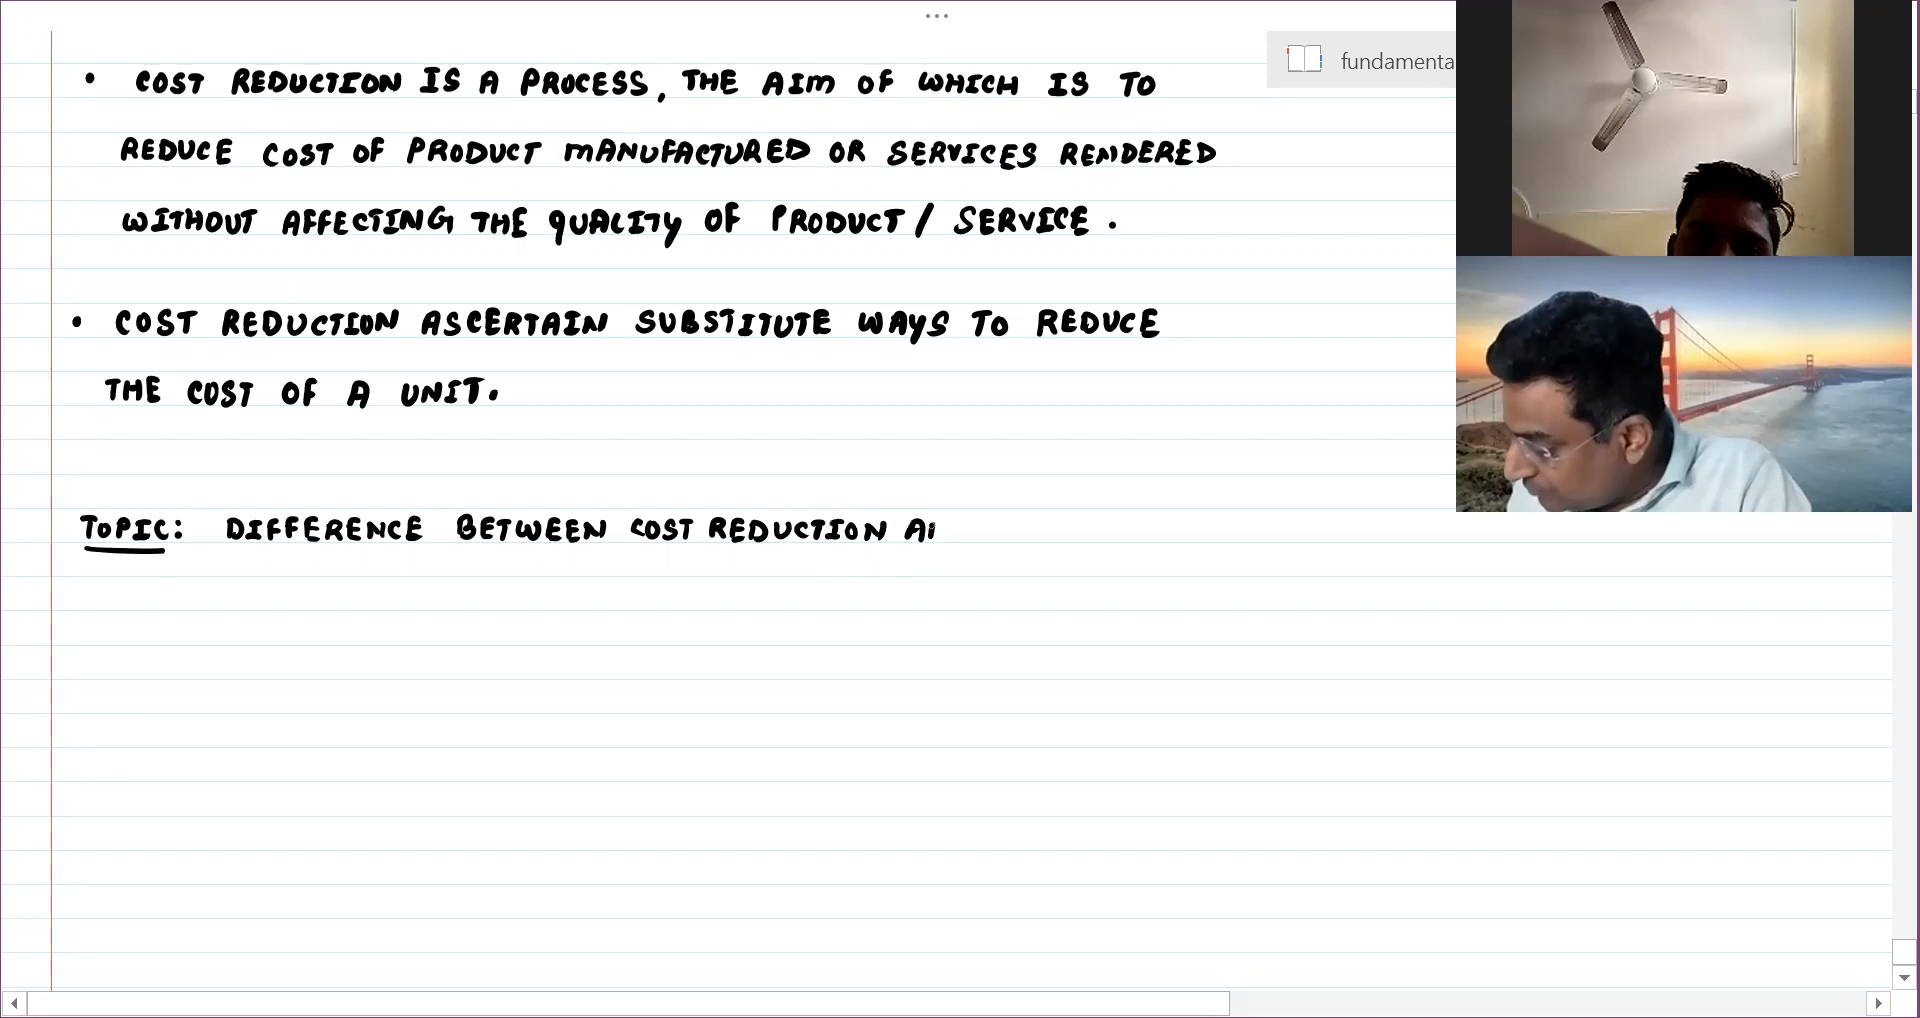 • COST REDUCTION IS A PROCESS, THE AIM OF WHICH IS TO
REDUCE COST OF PRODUCT MANUFACTURED OR SERVICES RENDERED
WITHOUT AFFECTING THE QUALITY OF PRODUCT / SERVICE.
• COST REDUCTION ASCERTAIN SUBSTITUTE WAYS TO REDUCE
THE COST OF A UNIT.
TOPIC: DIFFERENCE BETWEEN COST REDUCTION
fundamenta